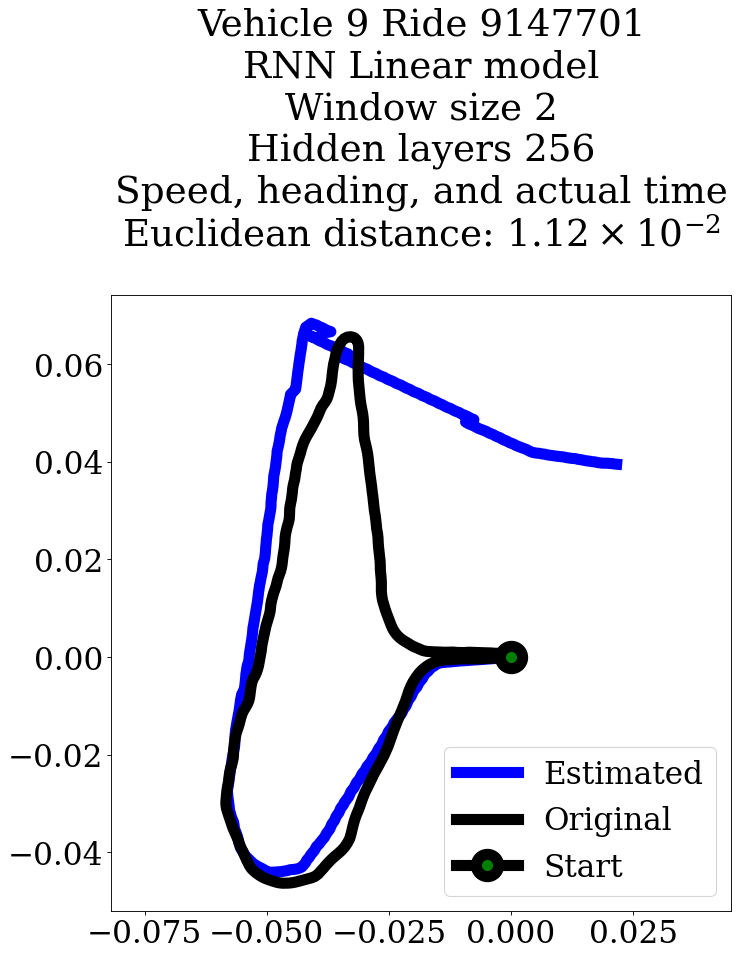 Vehicle 9 Ride 9147701
RNN Linear model
Window size 2
Hidden layers 256
Speed, heading, and actual time
Euclidean distance: 1.12 × 10⁻²
0.06
0.04
0.02
0.00
−0.02
−0.04
Estimated
Original
Start
−0.075 −0.050 −0.025 0.000 0.025